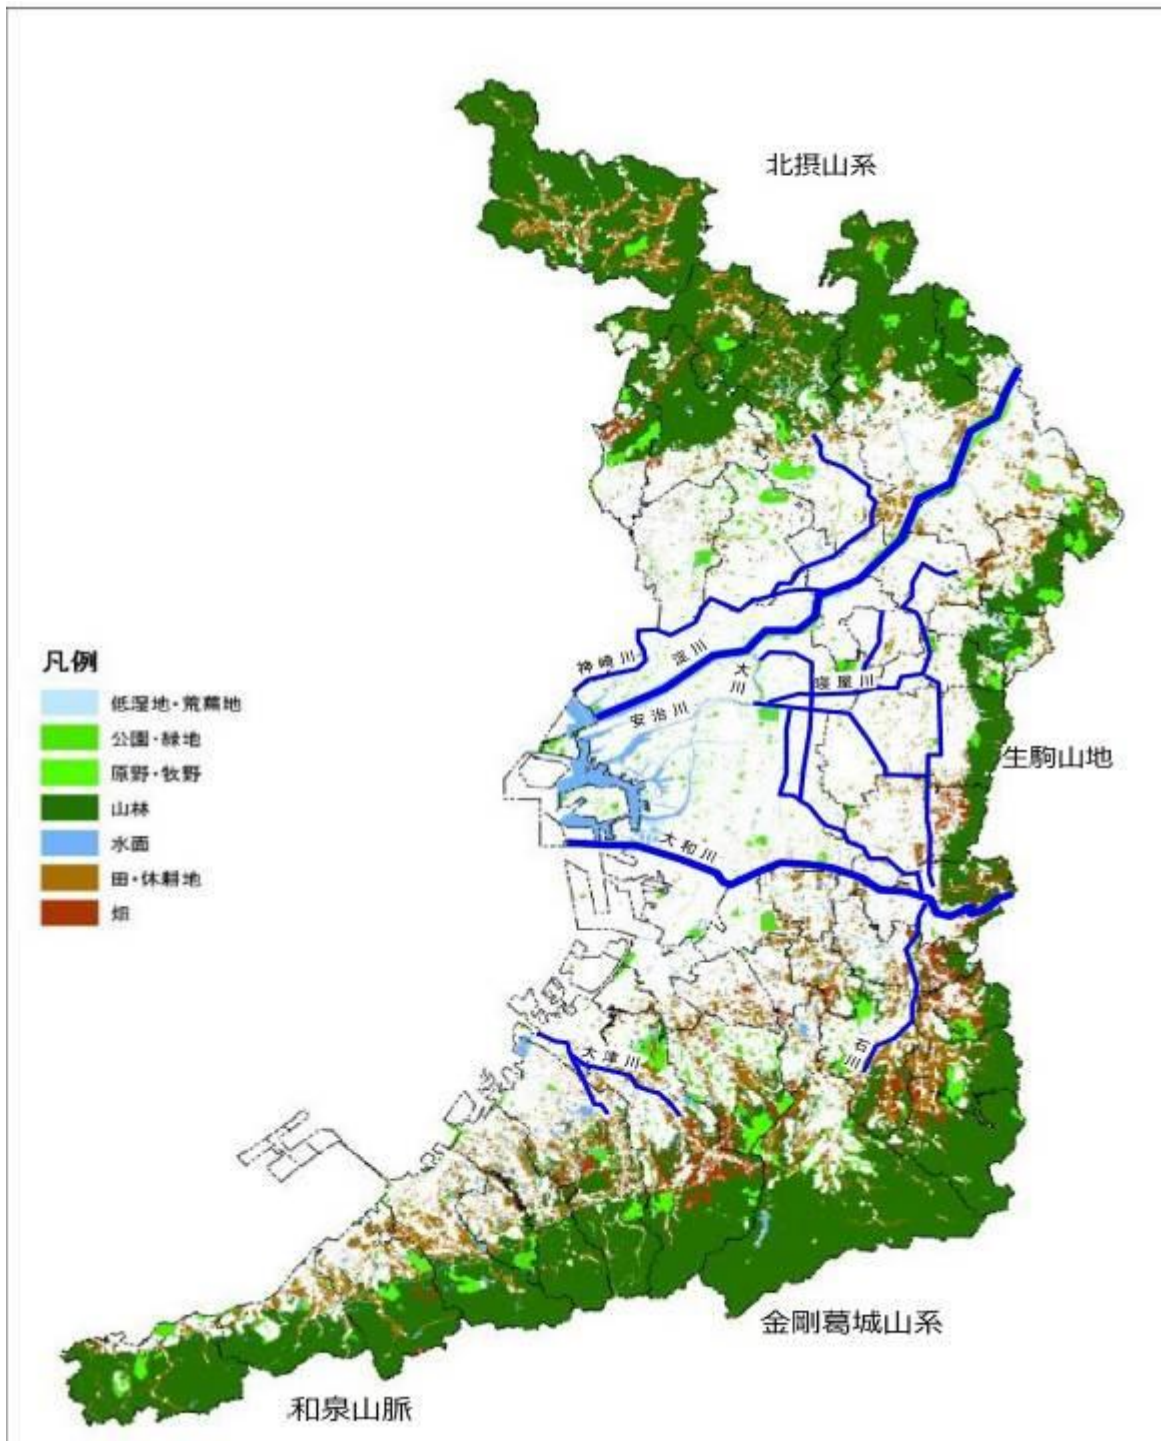 北摂山系
神崎川
淀川
大川
寝屋川
安治川
凡例
低湿地・荒蕪地
公園・緑地
原野・牧野
山林
水面
田・休耕地
畑
生駒山地
大和川
石川
大津川
金剛葛城山系
和泉山脈